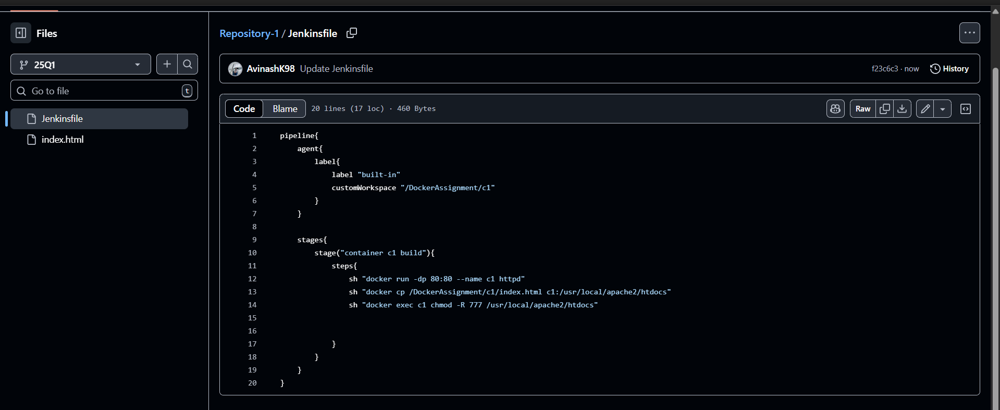 Files
25Q1
Go to file
t
Jenkinsfile
index.html
Repository-1 / Jenkinsfile
AvinashK98 Update Jenkinsfile
f23c6c3 · now
History
Code
Blame
20 lines (17 loc) · 460 Bytes
Raw
1 pipeline{
2     agent{
3         label{
4             label "built-in"
5             customWorkspace "/DockerAssignment/c1"
6         }
7     }
8
9     stages{
10         stage("container c1 build"){
11             steps{
12                 sh "docker run -dp 80:80 --name c1 httpd"
13                 sh "docker cp /DockerAssignment/c1/index.html c1:/usr/local/apache2/htdocs"
14                 sh "docker exec c1 chmod -R 777 /usr/local/apache2/htdocs"
15
16
17             }
18         }
19     }
20 }